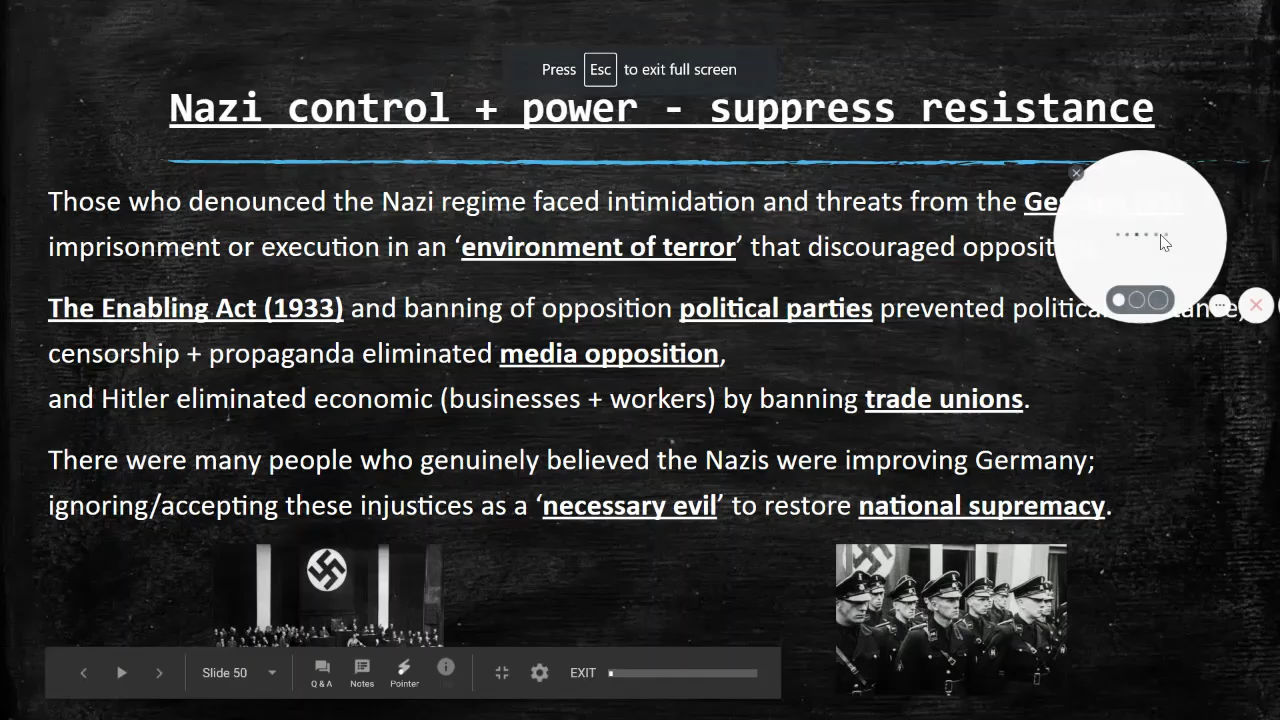 Press Esc to exit full screen
Nazi control + power - suppress resistance
Those who denounced the Nazi regime faced intimidation and threats from the
imprisonment or execution in an ‘environment of terror’ that discouraged
The Enabling Act (1933) and banning of opposition political parties prevented
censorship + propaganda eliminated media opposition,
and Hitler eliminated economic (businesses + workers) by banning trade unions.
There were many people who genuinely believed the Nazis were improving Germany;
ignoring/accepting these injustices as a ‘necessary evil’ to restore national supremacy.
Slide 50
Q & A
Notes
Pointer
EXIT